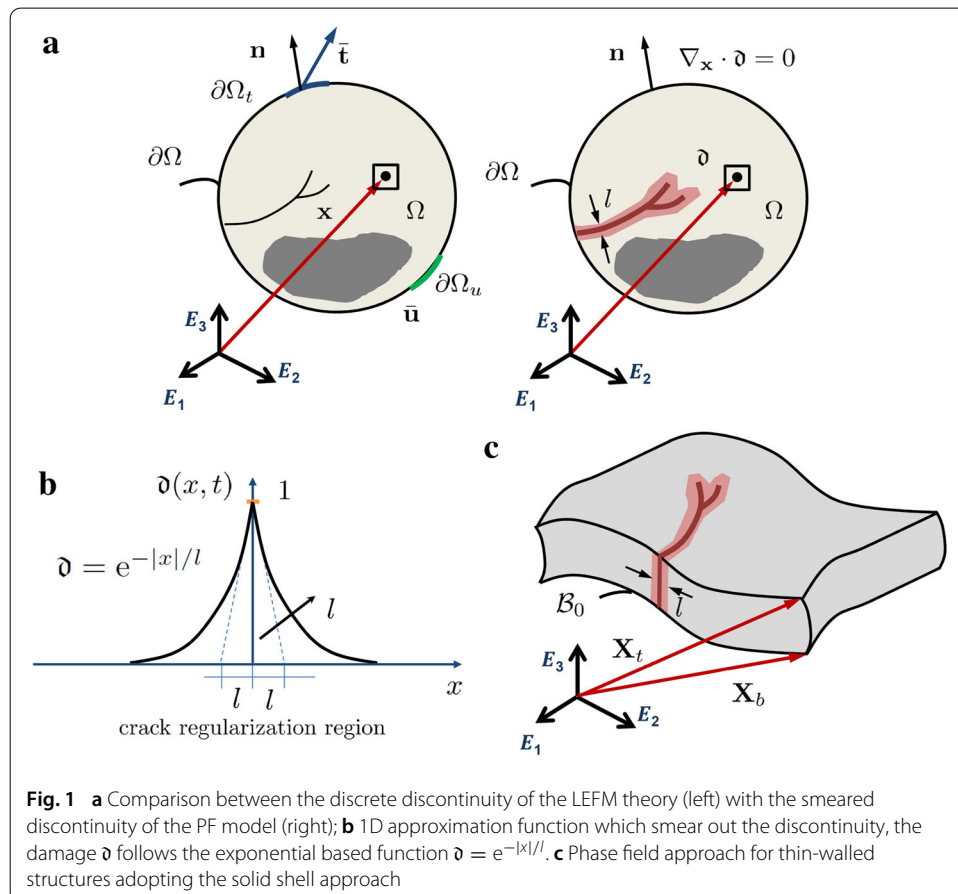 a
n
t̄
∂Ω_t
∂Ω
x
Ω
∂Ω_u
ū
E_3
E_2
E_1
n
∇_x · 𝔡 = 0
∂Ω
𝔡
l
Ω
E_3
E_2
E_1
b
𝔡(x, t)
1
𝔡 = e^{−|x|/l}
l
x
l
l
crack regularization region
c
B_0
l
X_t
X_b
E_3
E_2
E_1
Fig. 1 a Comparison between the discrete discontinuity of the LEFM theory (left) with the smeared
discontinuity of the PF model (right); b 1D approximation function which smear out the discontinuity, the
damage 𝔡 follows the exponential based function 𝔡 = e^{−|x|/l}. c Phase field approach for thin-walled
structures adopting the solid shell approach